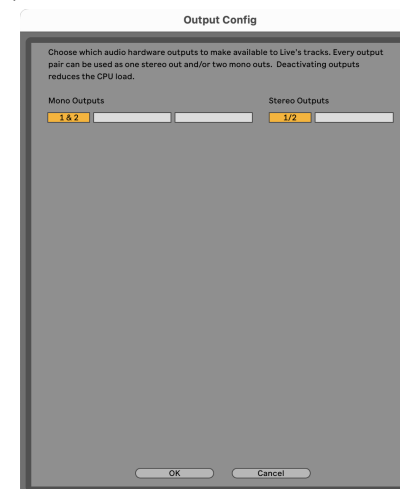 Output Config
Choose which audio hardware outputs to make available to Live's tracks. Every output
pair can be used as one stereo out and/or two mono outs.  Deactivating outputs
reduces the CPU load.
Mono Outputs Stereo Outputs
1 & 2 1/2
OK Cancel